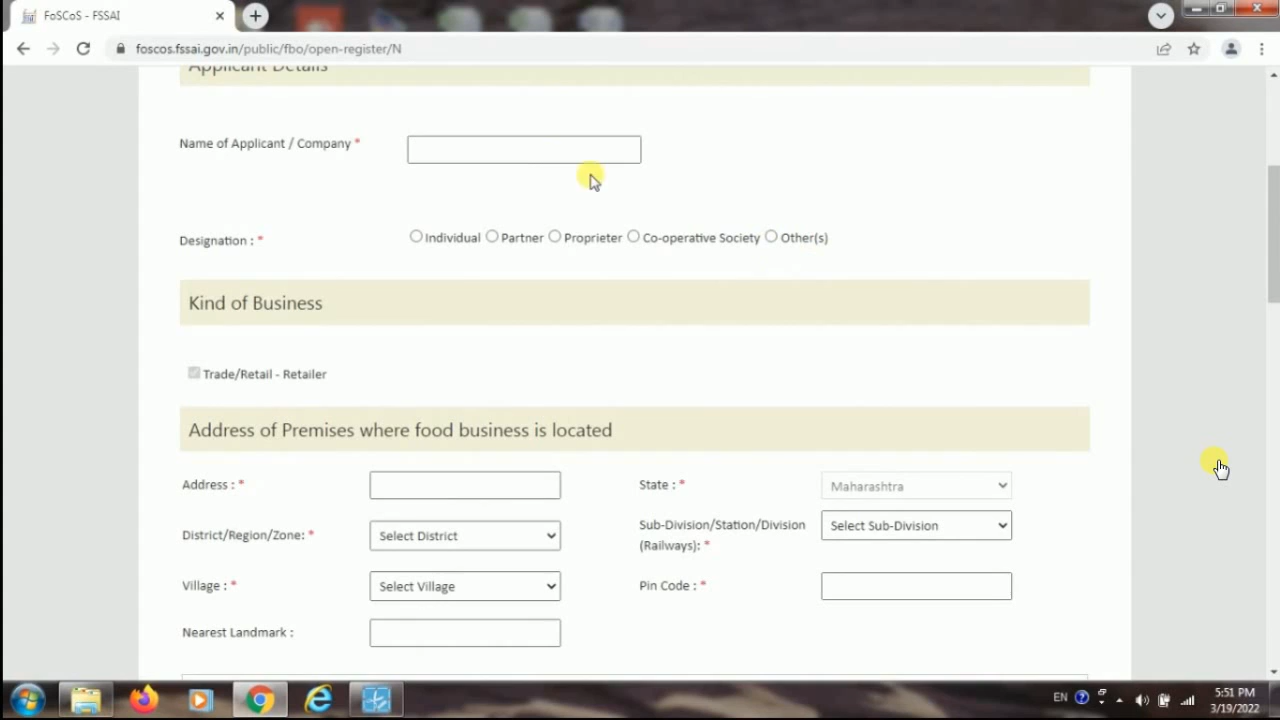 FoSCoS - FSSAI
foscos.fssai.gov.in/public/fbo/open-register/N
Applicant Details
Name of Applicant / Company *
Designation : * Individual Partner Proprieter Co-operative Society Other(s)
Kind of Business
Trade/Retail - Retailer
Address of Premises where food business is located
Address : * State : * Maharashtra
District/Region/Zone: * Select District Sub-Division/Station/Division (Railways): * Select Sub-Division
Village : * Select Village Pin Code : *
Nearest Landmark :
EN 5:51 PM
3/19/2022